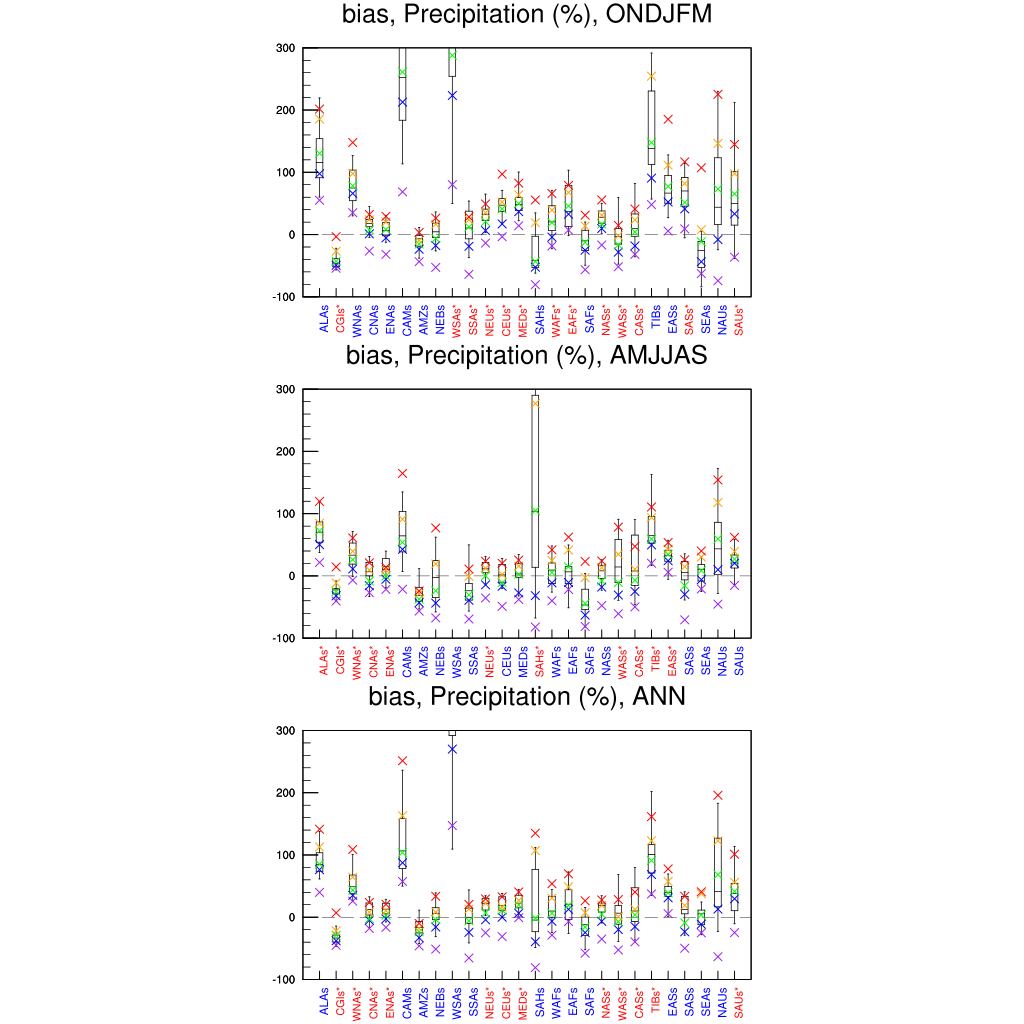 bias, Precipitation (%), ONDJFM
300
200
100
0
-100
ALAs CGIs* WNAs CNAs ENAs CAMs AMZs NEBs WSAs* SSAs* NEUs* CEUs* MEDs* SAHs WAFs* EAFs* SAFs NASs* WASs* CASs* TIBs EASs SASs* SEAs NAUs SAUs*
bias, Precipitation (%), AMJJAS
300
200
100
0
-100
ALAs* CGIs* WNAs* CNAs* ENAs* CAMs AMZs NEBs WSAs SSAs NEUs* CEUs MEDs SAHs* WAFs EAFs SAFs NASs WASs* CASs* TIBs* EASs* SASs SEAs NAUs SAUs
bias, Precipitation (%), ANN
300
200
100
0
-100
ALAs CGIs* WNAs* CNAs* ENAs* CAMs AMZs NEBs WSAs SSAs NEUs* CEUs* MEDs* SAHs WAFs EAFs SAFs NASs* WASs* CASs* TIBs* EASs SASs SEAs NAUs SAUs*